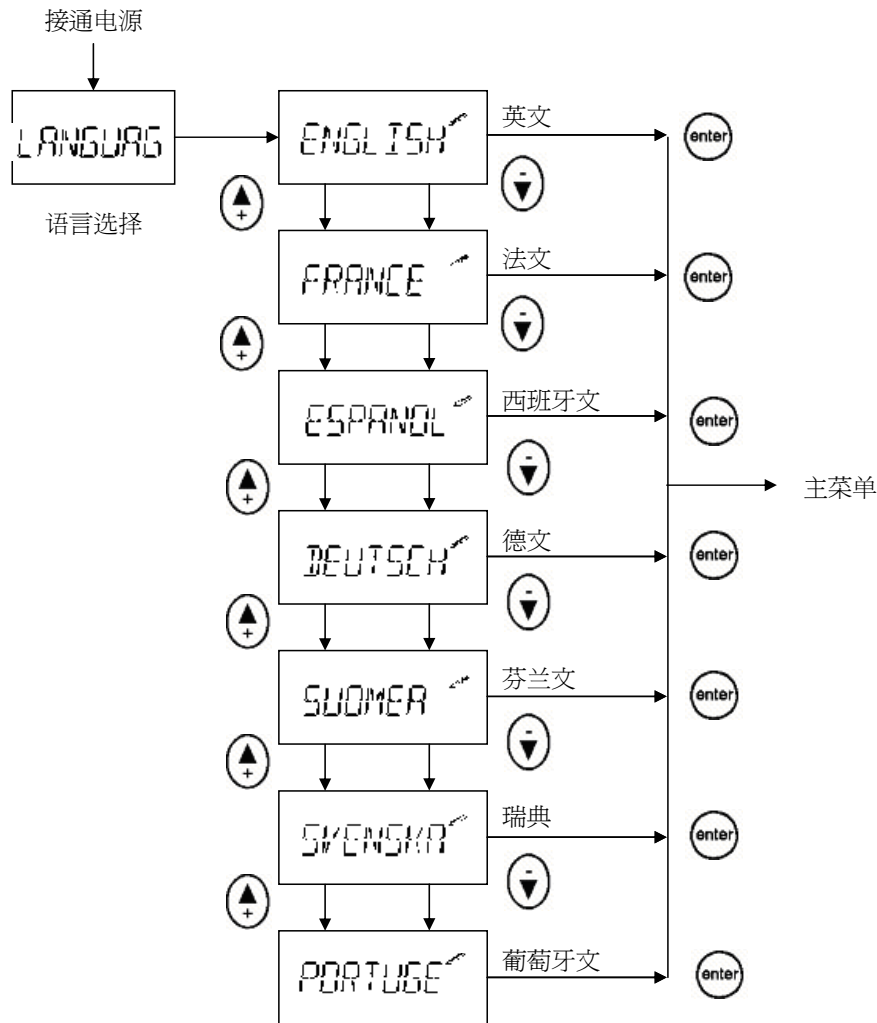 接通电源
LANGUAG
语言选择
ENGLISH
英文
enter
+
-
FRANCE
法文
enter
+
-
ESPANOL
西班牙文
enter
+
-
主菜单
DEUTSCH
德文
enter
+
-
SUOMEA
芬兰文
enter
+
-
SVENSKA
瑞典
enter
+
-
PORTUGE
葡萄牙文
enter